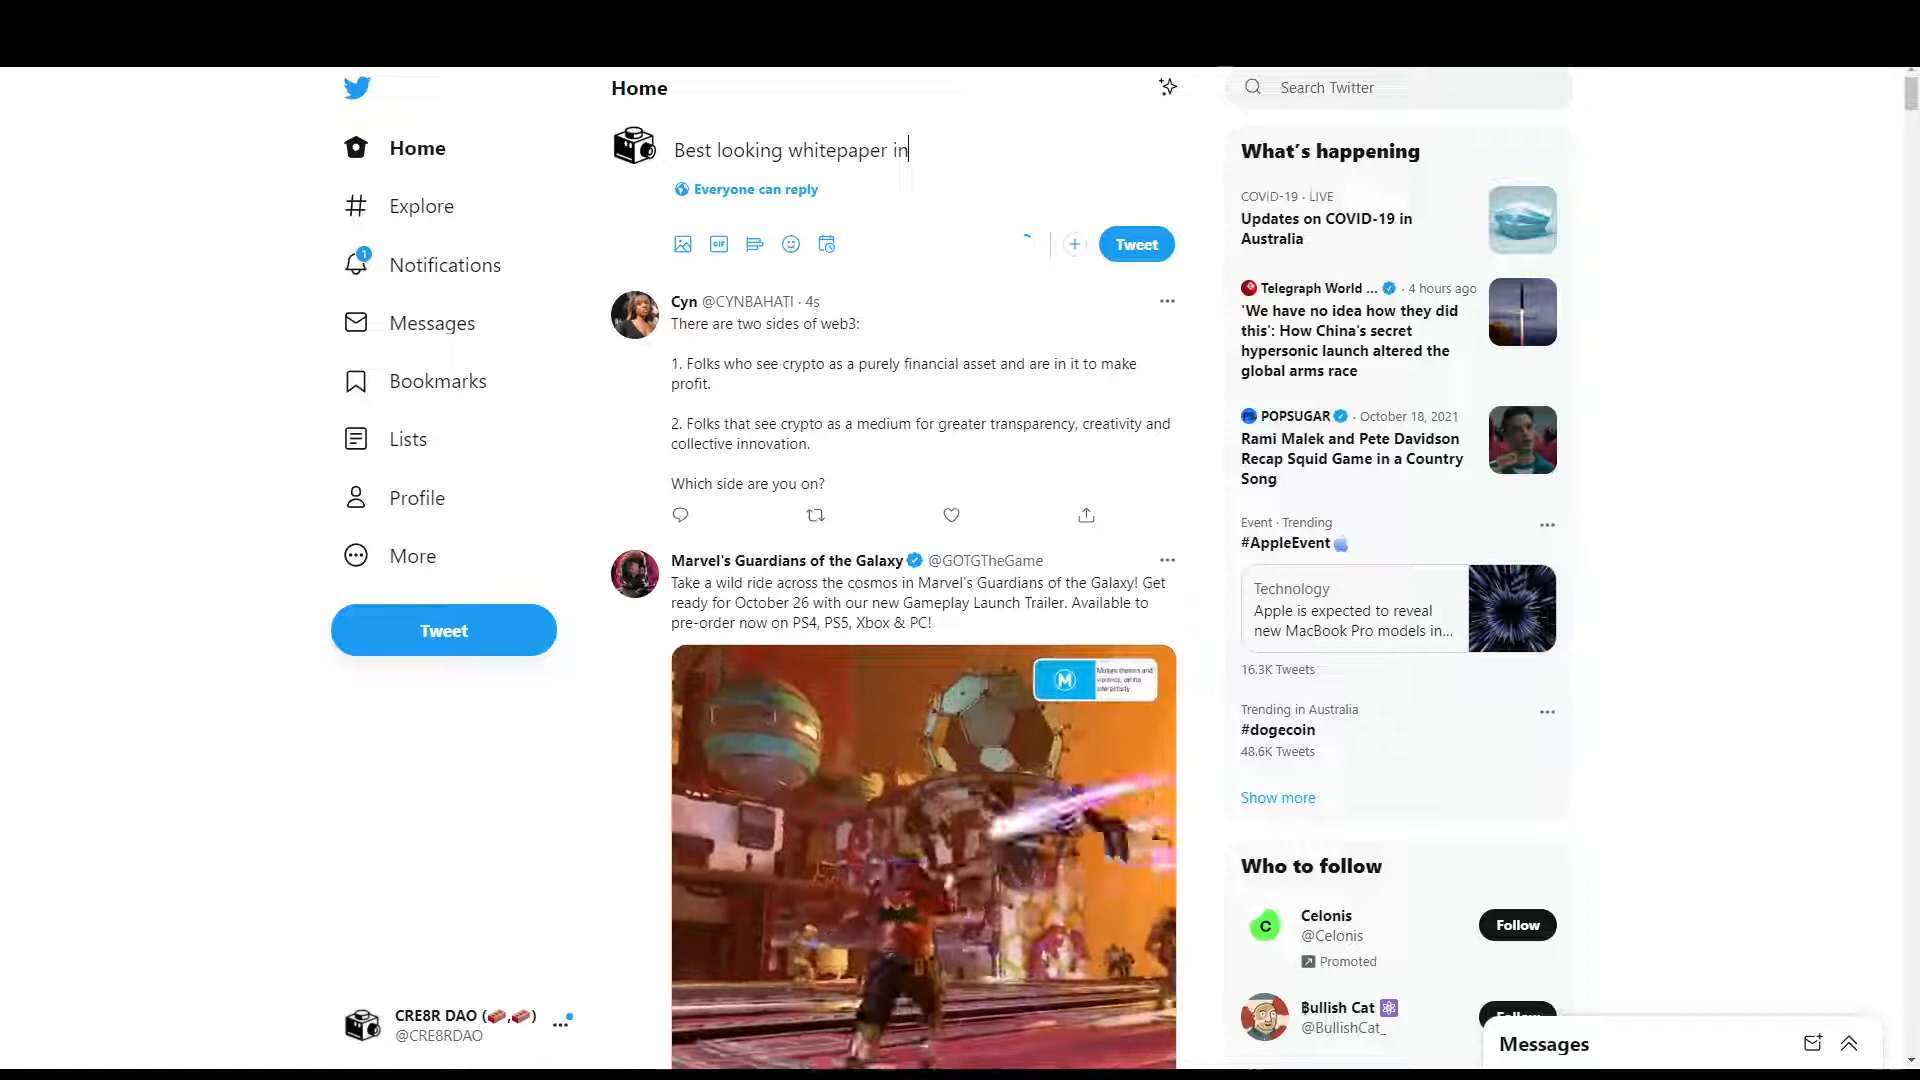 Home
Explore
1
Notifications
Messages
Bookmarks
Lists
Profile
More
Tweet
CRE8R DAO (🧱,🧱)
@CRE8RDAO
Home
Best looking whitepaper in
Everyone can reply
GIF
Tweet
Cyn @CYNBAHATI · 4s
There are two sides of web3:
1. Folks who see crypto as a purely financial asset and are in it to make
profit.
2. Folks that see crypto as a medium for greater transparency, creativity and
collective innovation.
Which side are you on?
Marvel's Guardians of the Galaxy @GOTGTheGame
Take a wild ride across the cosmos in Marvel's Guardians of the Galaxy! Get
ready for October 26 with our new Gameplay Launch Trailer. Available to
pre-order now on PS4, PS5, Xbox & PC!
M
Mature themes and
violence, online
interactivity
Search Twitter
What's happening
COVID-19 · LIVE
Updates on COVID-19 in
Australia
Telegraph World ... · 4 hours ago
'We have no idea how they did
this': How China's secret
hypersonic launch altered the
global arms race
POPSUGAR · October 18, 2021
Rami Malek and Pete Davidson
Recap Squid Game in a Country
Song
Event · Trending
#AppleEvent
Technology
Apple is expected to reveal
new MacBook Pro models in...
16.3K Tweets
Trending in Australia
#dogecoin
48.6K Tweets
Show more
Who to follow
C
Celonis
@Celonis
Promoted
Follow
₿ullish Cat ⚛
@BullishCat_
Follow
Messages